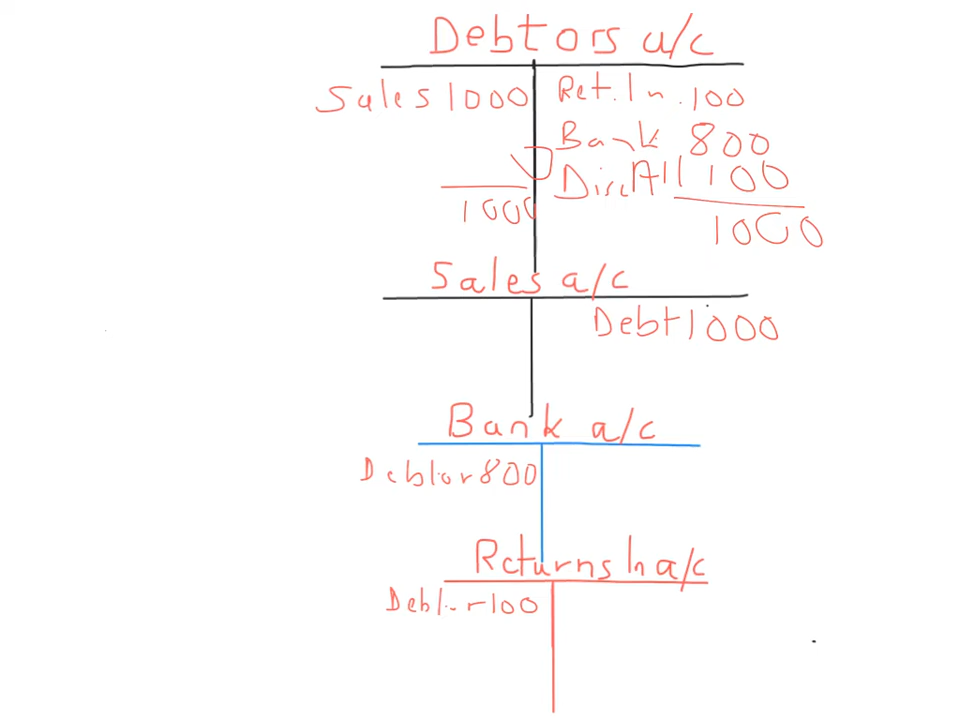 Debtors a/c
Sales 1000 Ret. In. 100
Bank 800
Disc All 100
1000 1000
Sales a/c
Debt 1000
Bank a/c
Debtor 800
Returns In a/c
Debtor 100